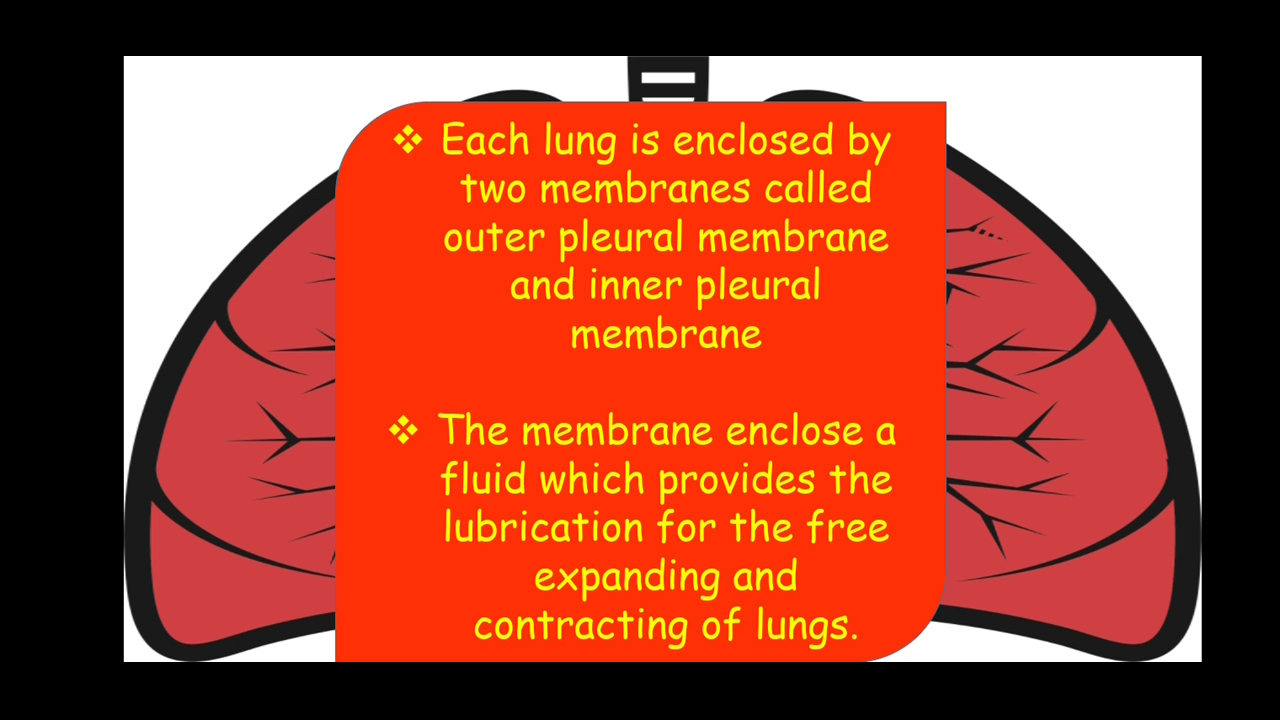 ❖ Each lung is enclosed by
two membranes called
outer pleural membrane
and inner pleural
membrane
❖ The membrane enclose a
fluid which provides the
lubrication for the free
expanding and
contracting of lungs.